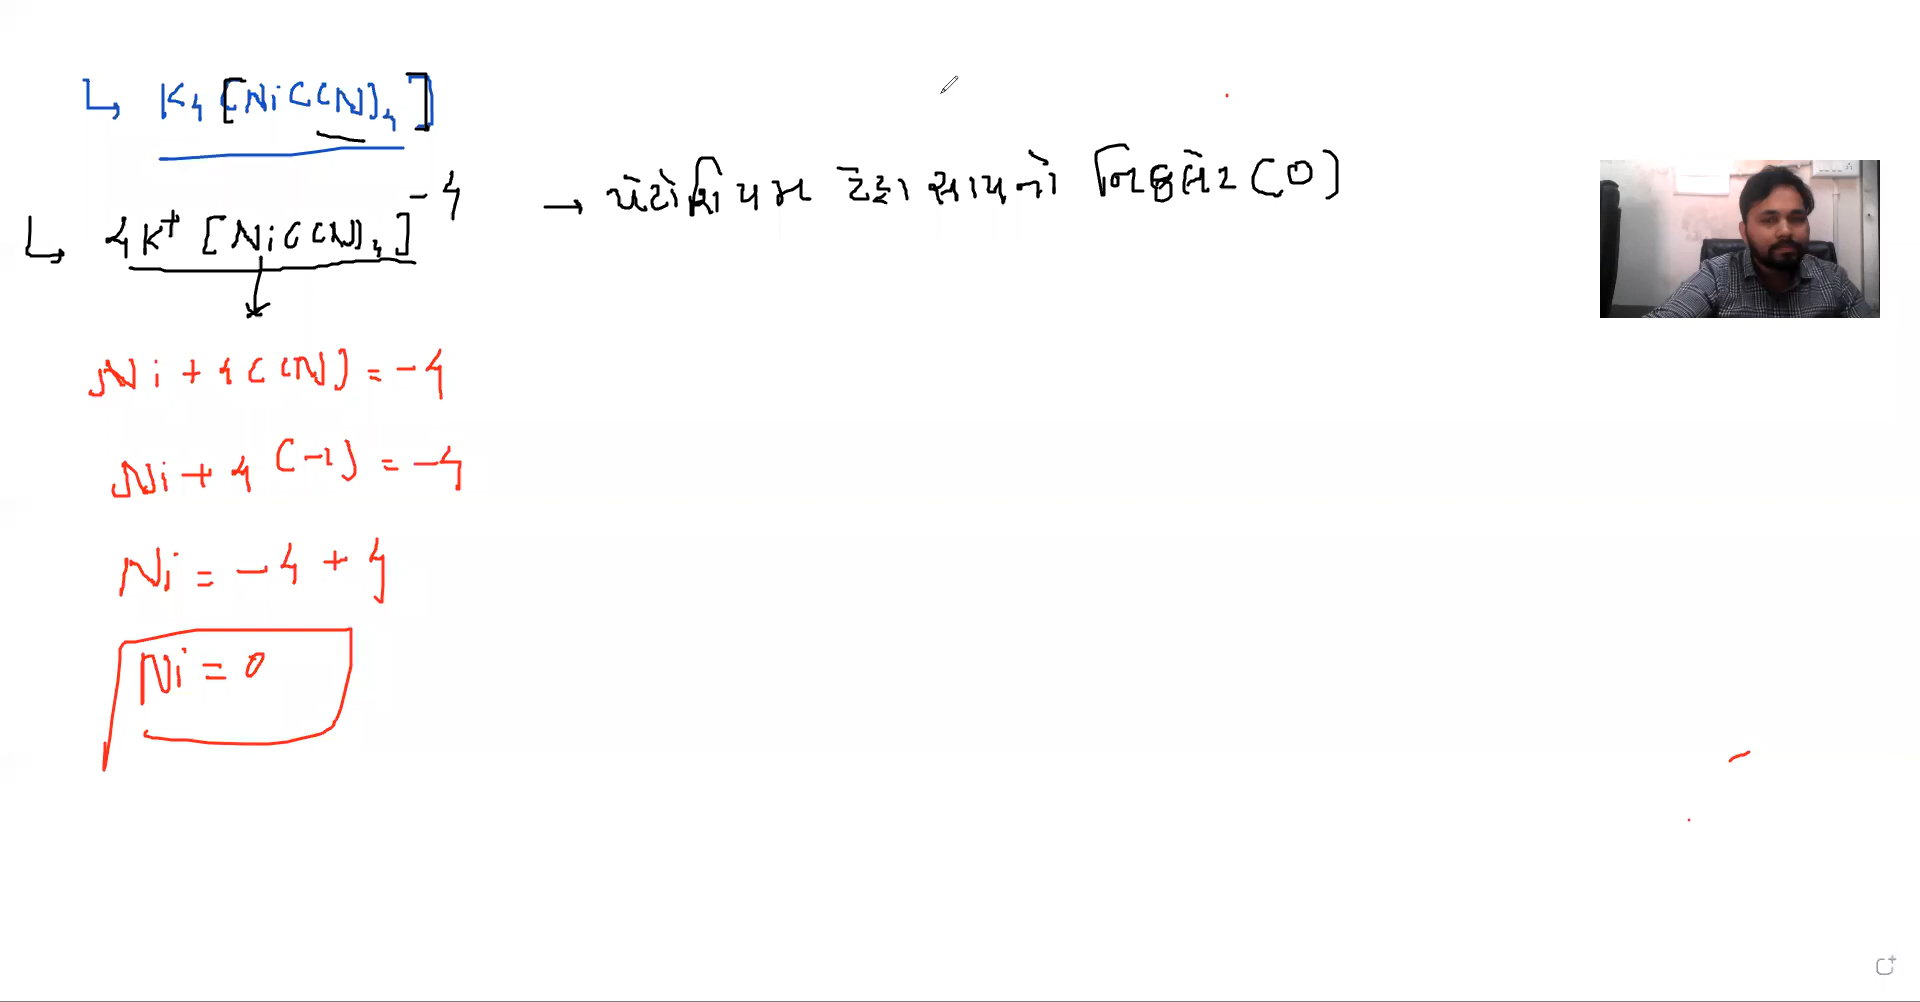 ↳ K4 [Ni(CN)4]
↳ 4K+ [Ni(CN)4]-4
→ પોટેશિયમ ટેટ્રા સાયનો નિકલેટ (0)
Ni + 4(CN) = -4
Ni + 4 (-1) = -4
Ni = -4 + 4
Ni = 0